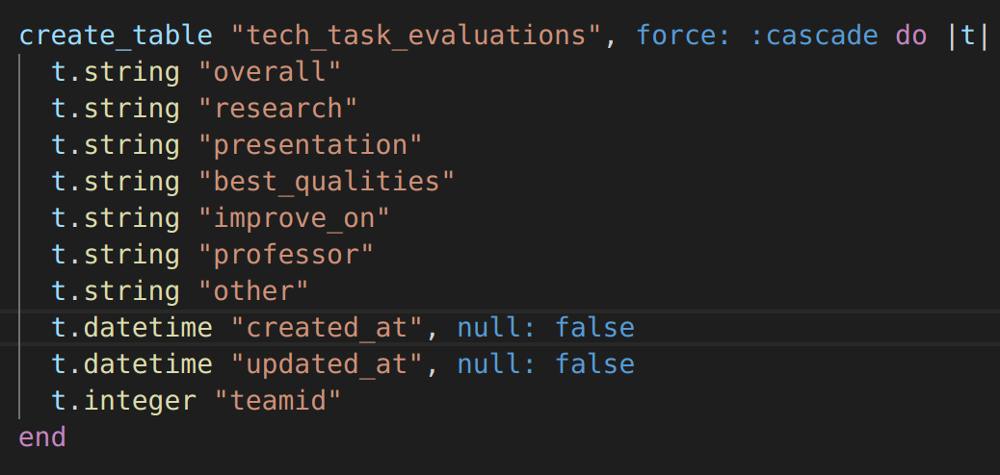 create_table "tech_task_evaluations", force: :cascade do |t|
  t.string "overall"
  t.string "research"
  t.string "presentation"
  t.string "best_qualities"
  t.string "improve_on"
  t.string "professor"
  t.string "other"
  t.datetime "created_at", null: false
  t.datetime "updated_at", null: false
  t.integer "teamid"
end